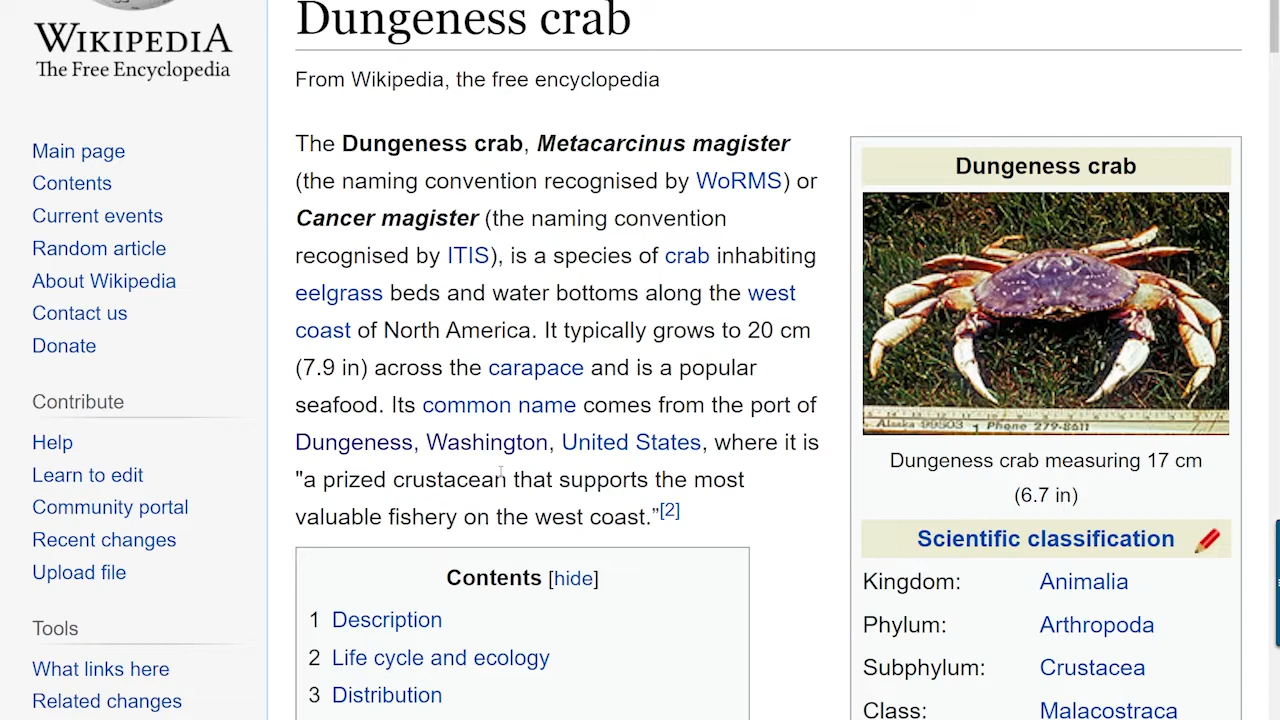 WIKIPEDIA
The Free Encyclopedia
Main page
Contents
Current events
Random article
About Wikipedia
Contact us
Donate
Contribute
Help
Learn to edit
Community portal
Recent changes
Upload file
Tools
What links here
Related changes
Dungeness crab
From Wikipedia, the free encyclopedia
The Dungeness crab, Metacarcinus magister
(the naming convention recognised by WoRMS) or
Cancer magister (the naming convention
recognised by ITIS), is a species of crab inhabiting
eelgrass beds and water bottoms along the west
coast of North America. It typically grows to 20 cm
(7.9 in) across the carapace and is a popular
seafood. Its common name comes from the port of
Dungeness, Washington, United States, where it is
"a prized crustacean that supports the most
valuable fishery on the west coast.”[2]
Contents [hide]
1 Description
2 Life cycle and ecology
3 Distribution
Dungeness crab
Alaska 99503 1 Phone 279-8611
Dungeness crab measuring 17 cm
(6.7 in)
Scientific classification
Kingdom: Animalia
Phylum: Arthropoda
Subphylum: Crustacea
Class: Malacostraca